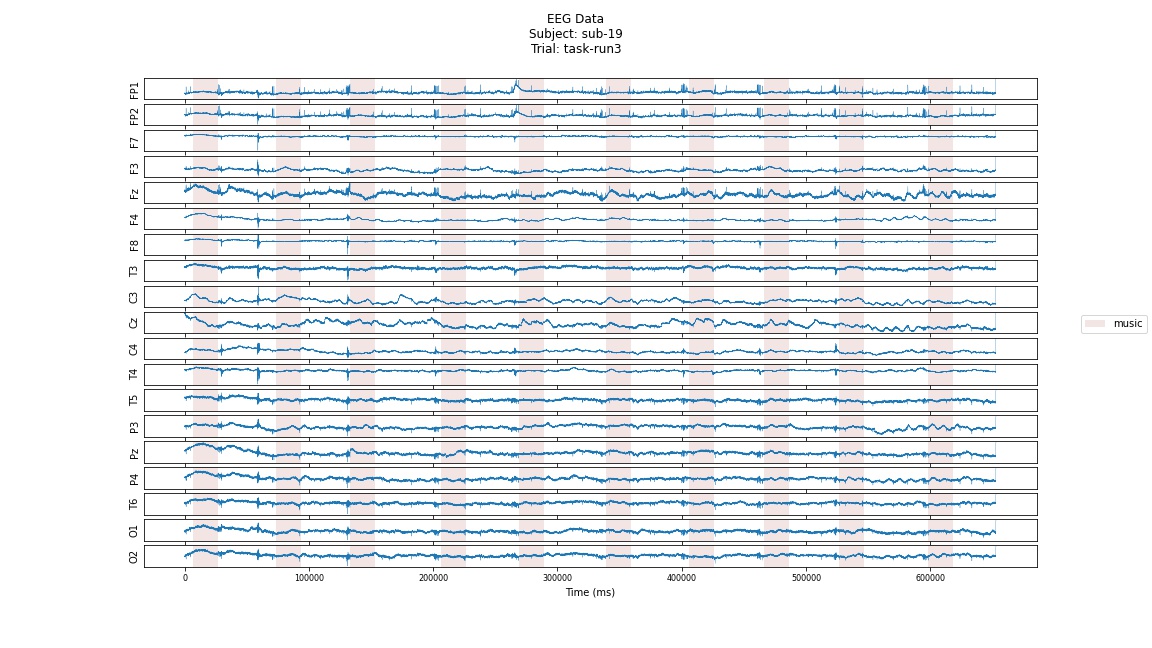 EEG Data
Subject: sub-19
Trial: task-run3
FP1
FP2
F7
F3
Fz
F4
F8
T3
C3
Cz
C4
T4
T5
P3
Pz
P4
T6
O1
O2
music
0 100000 200000 300000 400000 500000 600000
Time (ms)